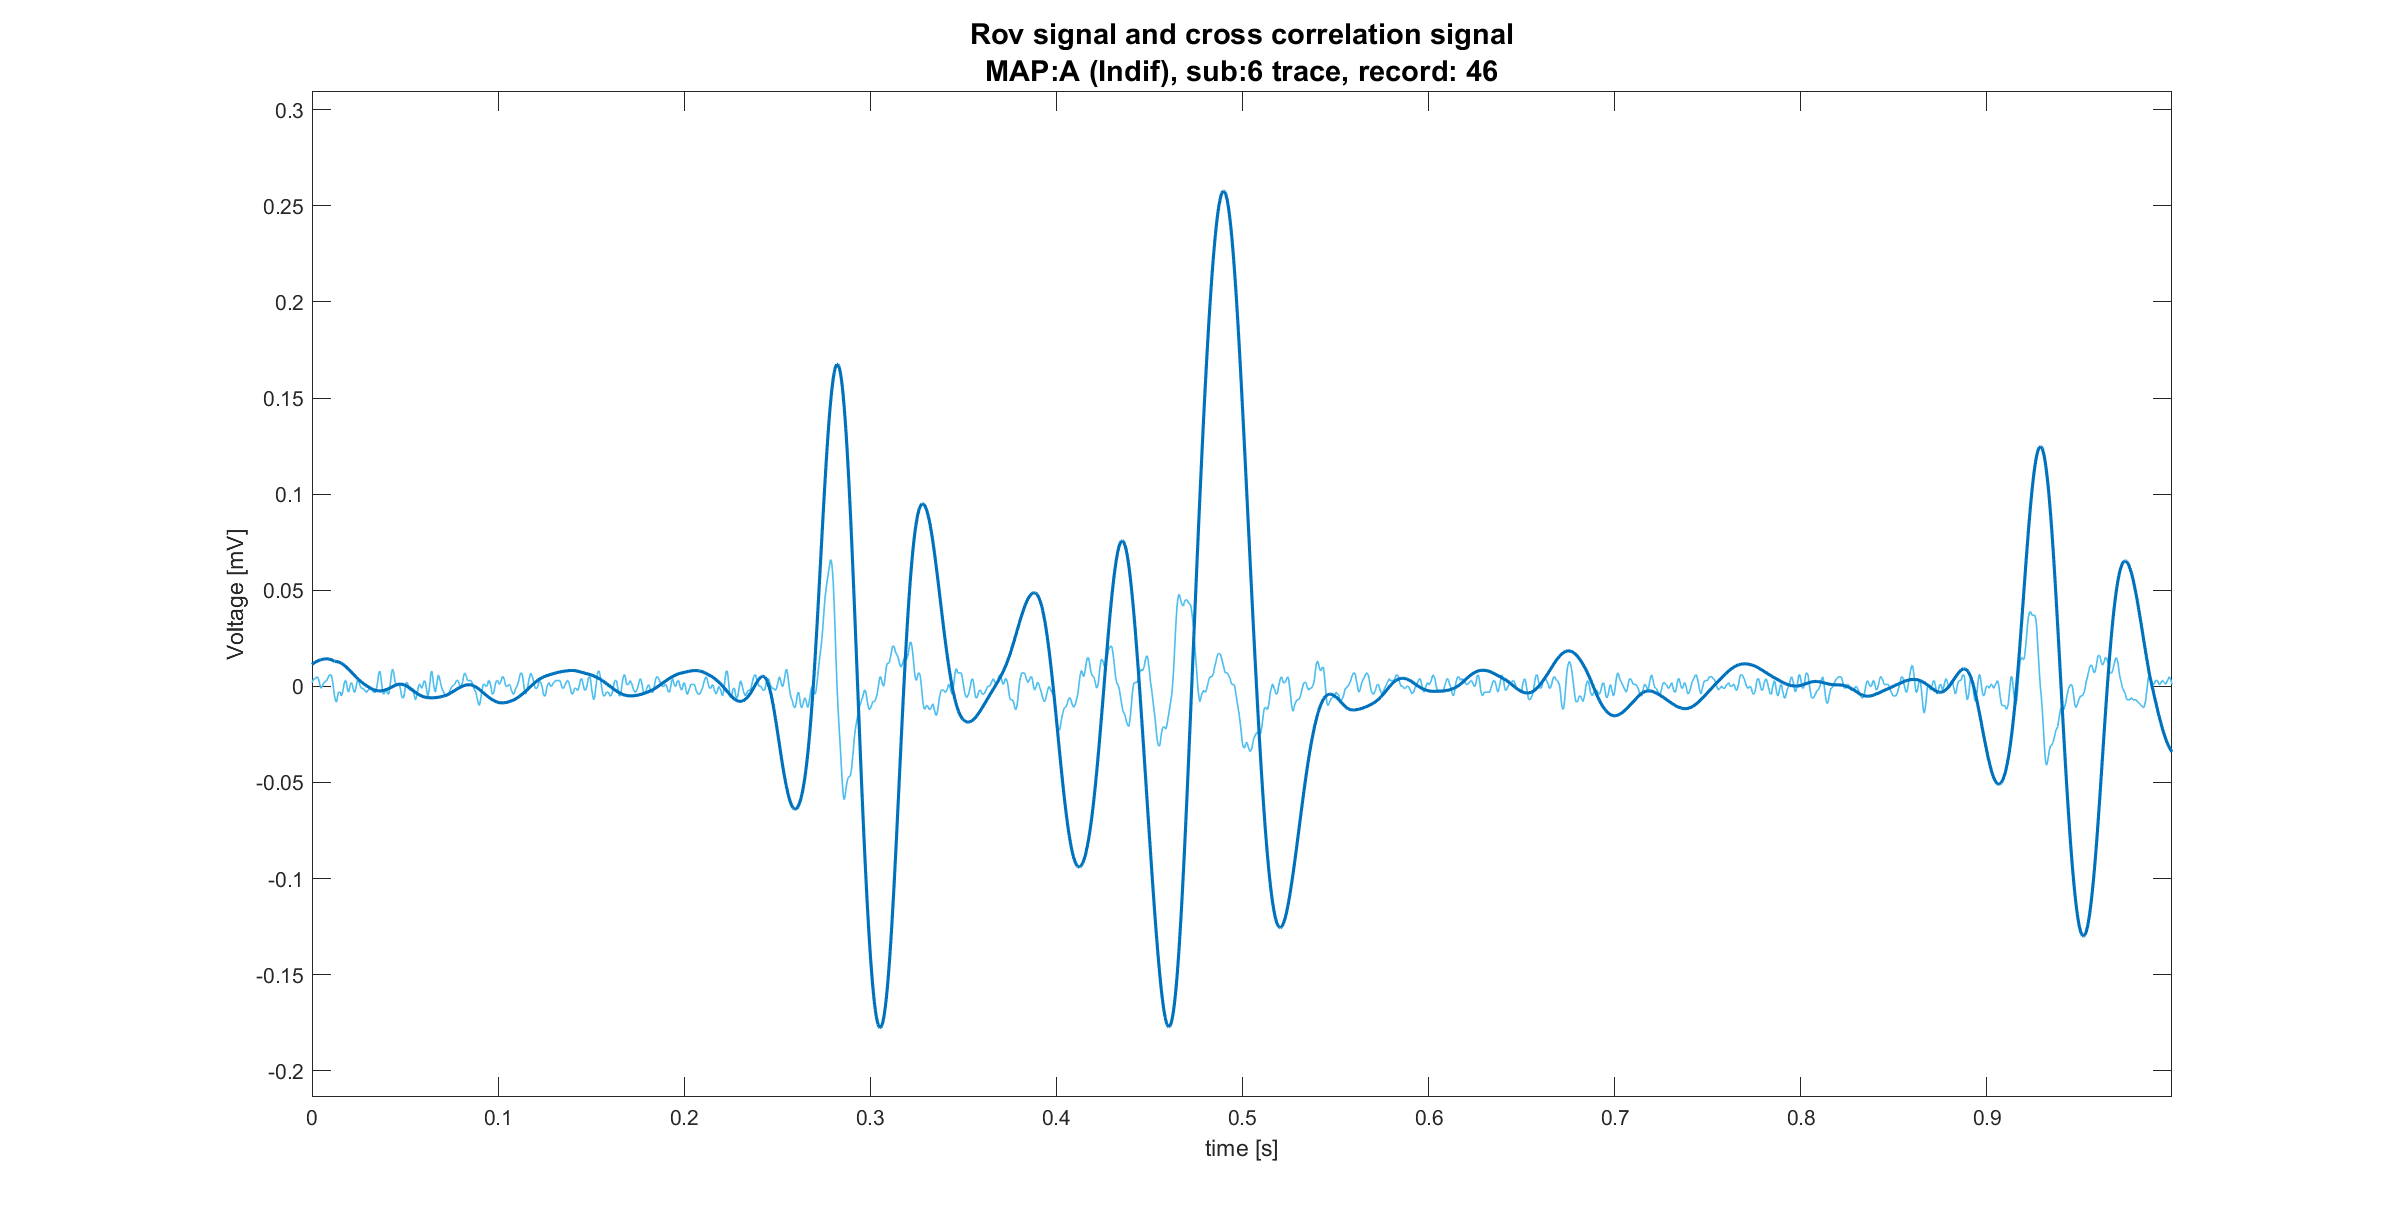 Rov signal and cross correlation signal
MAP:A (Indif), sub:6 trace, record: 46
0.3
0.25
0.2
0.15
0.1
0.05
0
-0.05
-0.1
-0.15
-0.2
Voltage [mV]
0 0.1 0.2 0.3 0.4 0.5 0.6 0.7 0.8 0.9
time [s]